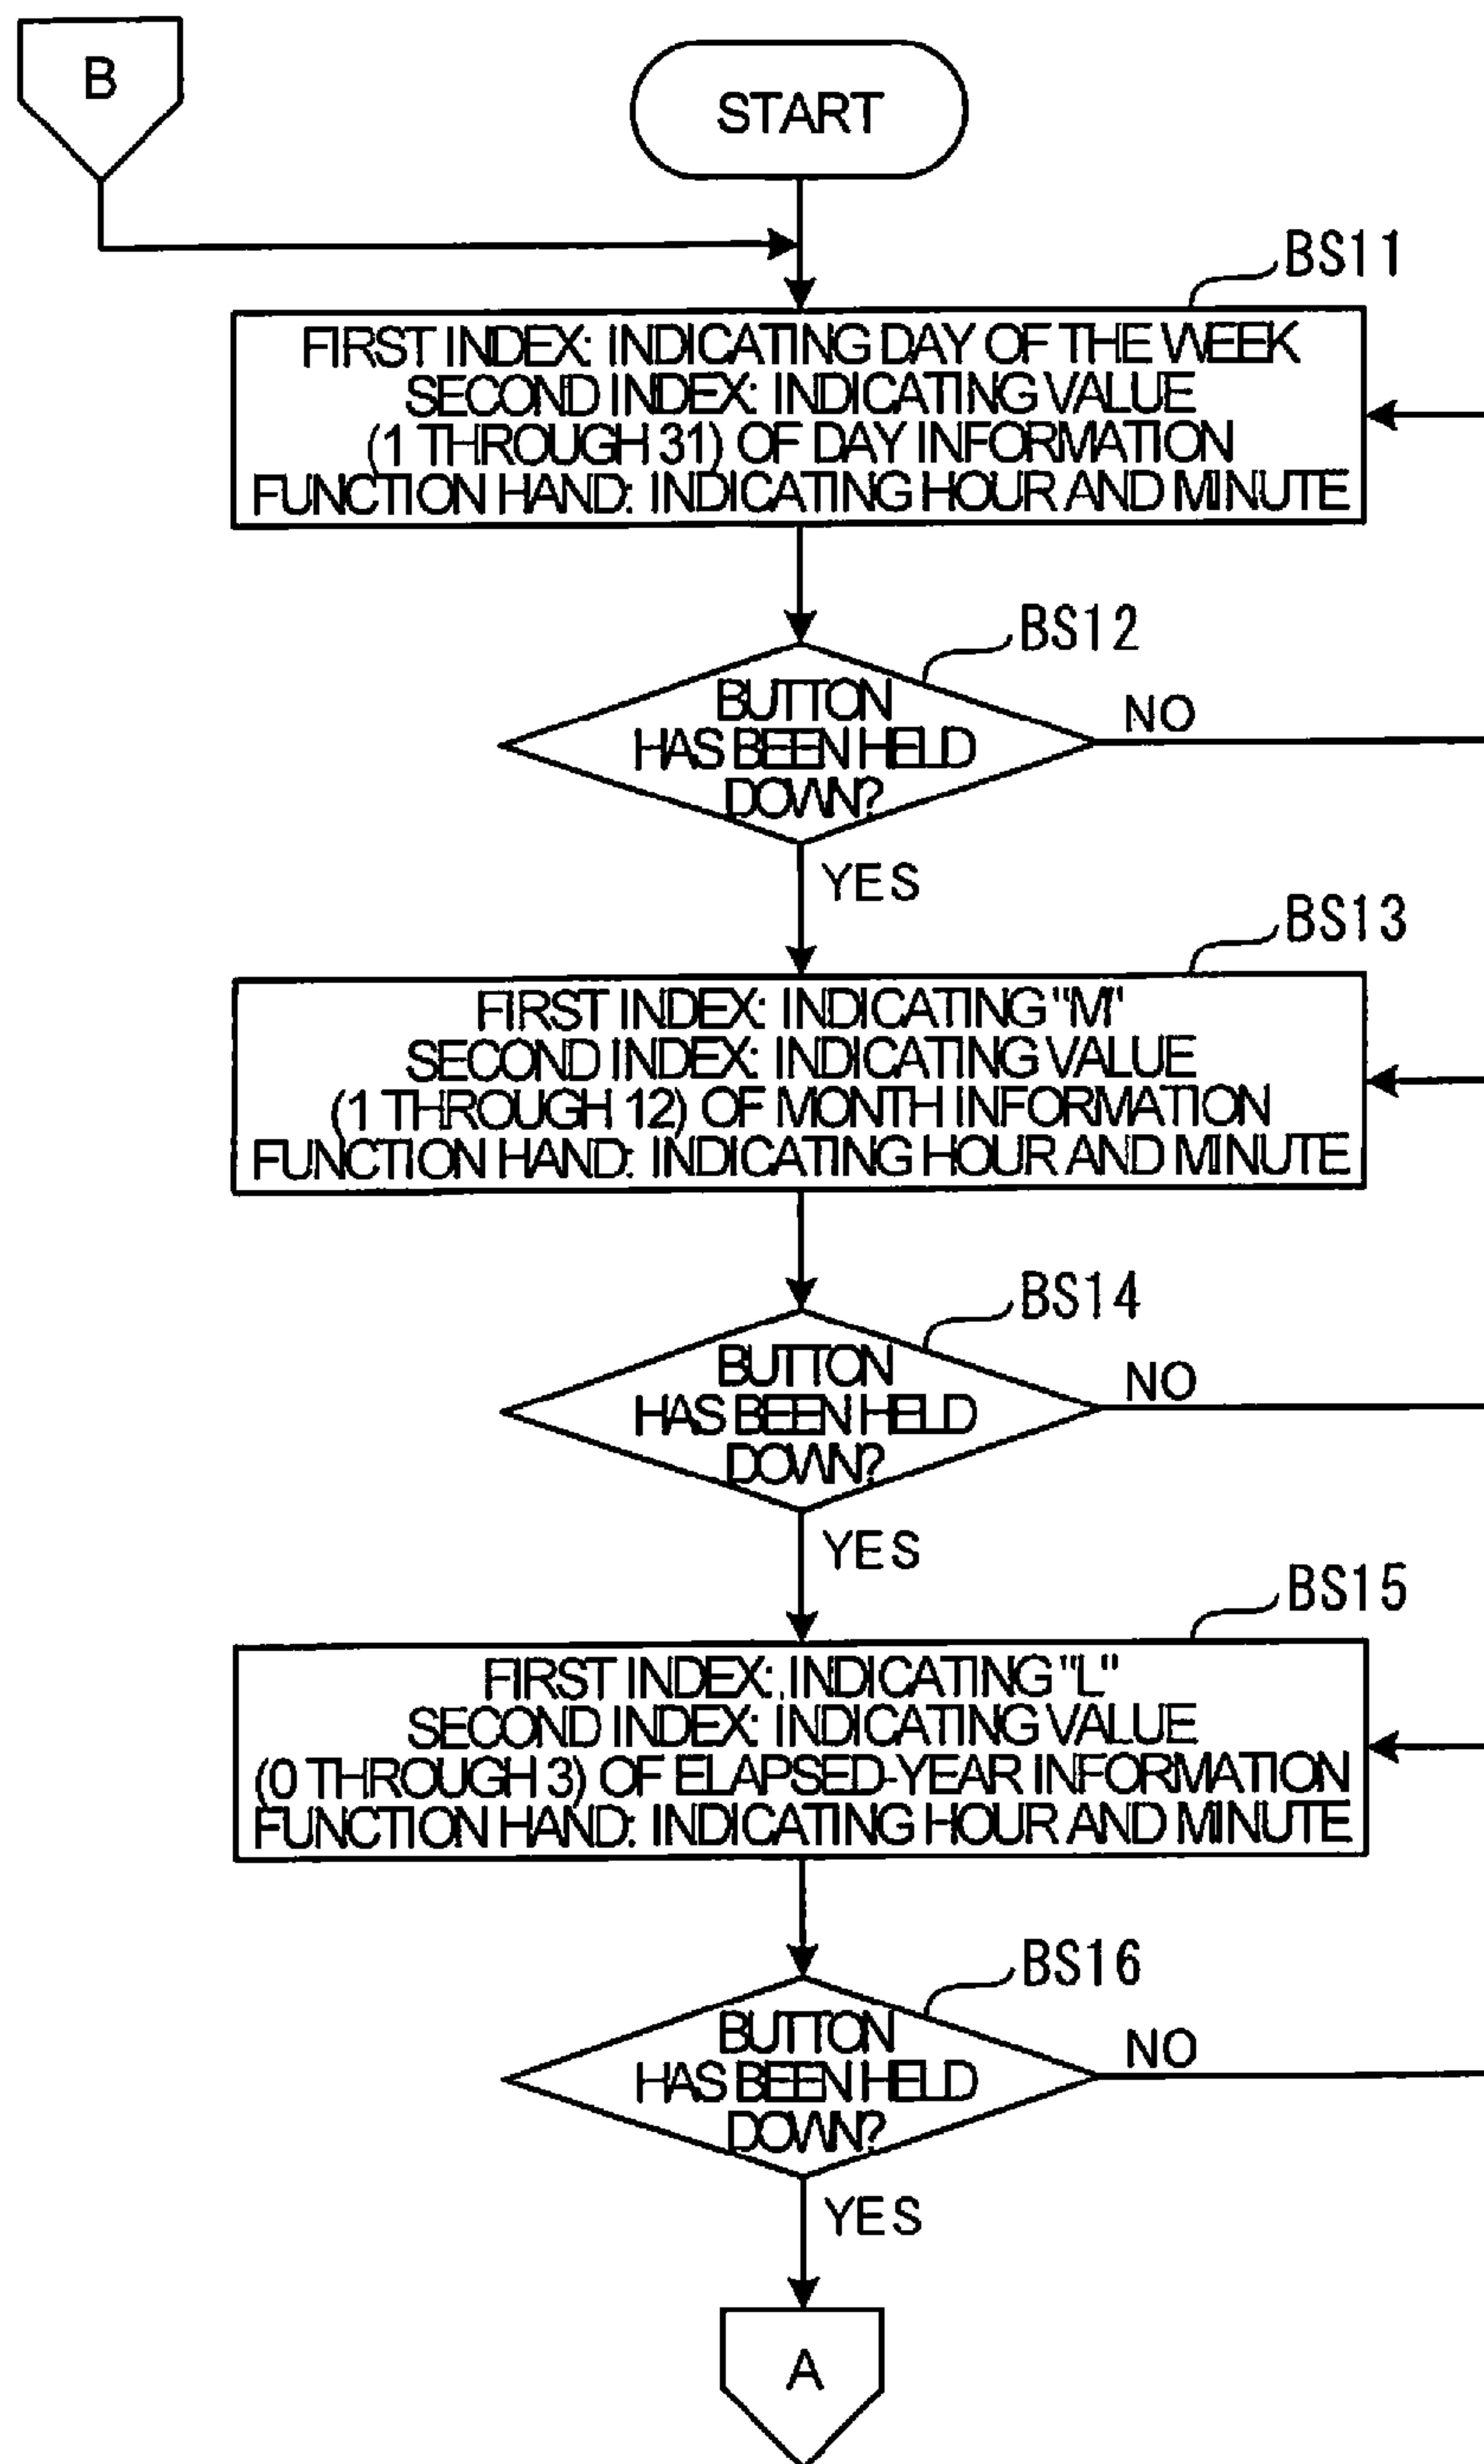 B
START
BS11
FIRST INDEX: INDICATING DAY OF THE WEEK
SECOND INDEX: INDICATING VALUE
(1 THROUGH 31) OF DAY INFORMATION
FUNCTION HAND: INDICATING HOUR AND MINUTE
BS12
BUTTON
HAS BEEN HELD
DOWN?
NO
YES
BS13
FIRST INDEX: INDICATING "M"
SECOND INDEX: INDICATING VALUE
(1 THROUGH 12) OF MONTH INFORMATION
FUNCTION HAND: INDICATING HOUR AND MINUTE
BS14
BUTTON
HAS BEEN HELD
DOWN?
NO
YES
BS15
FIRST INDEX: INDICATING "L"
SECOND INDEX: INDICATING VALUE
(0 THROUGH 3) OF ELAPSED-YEAR INFORMATION
FUNCTION HAND: INDICATING HOUR AND MINUTE
BS16
BUTTON
HAS BEEN HELD
DOWN?
NO
YES
A